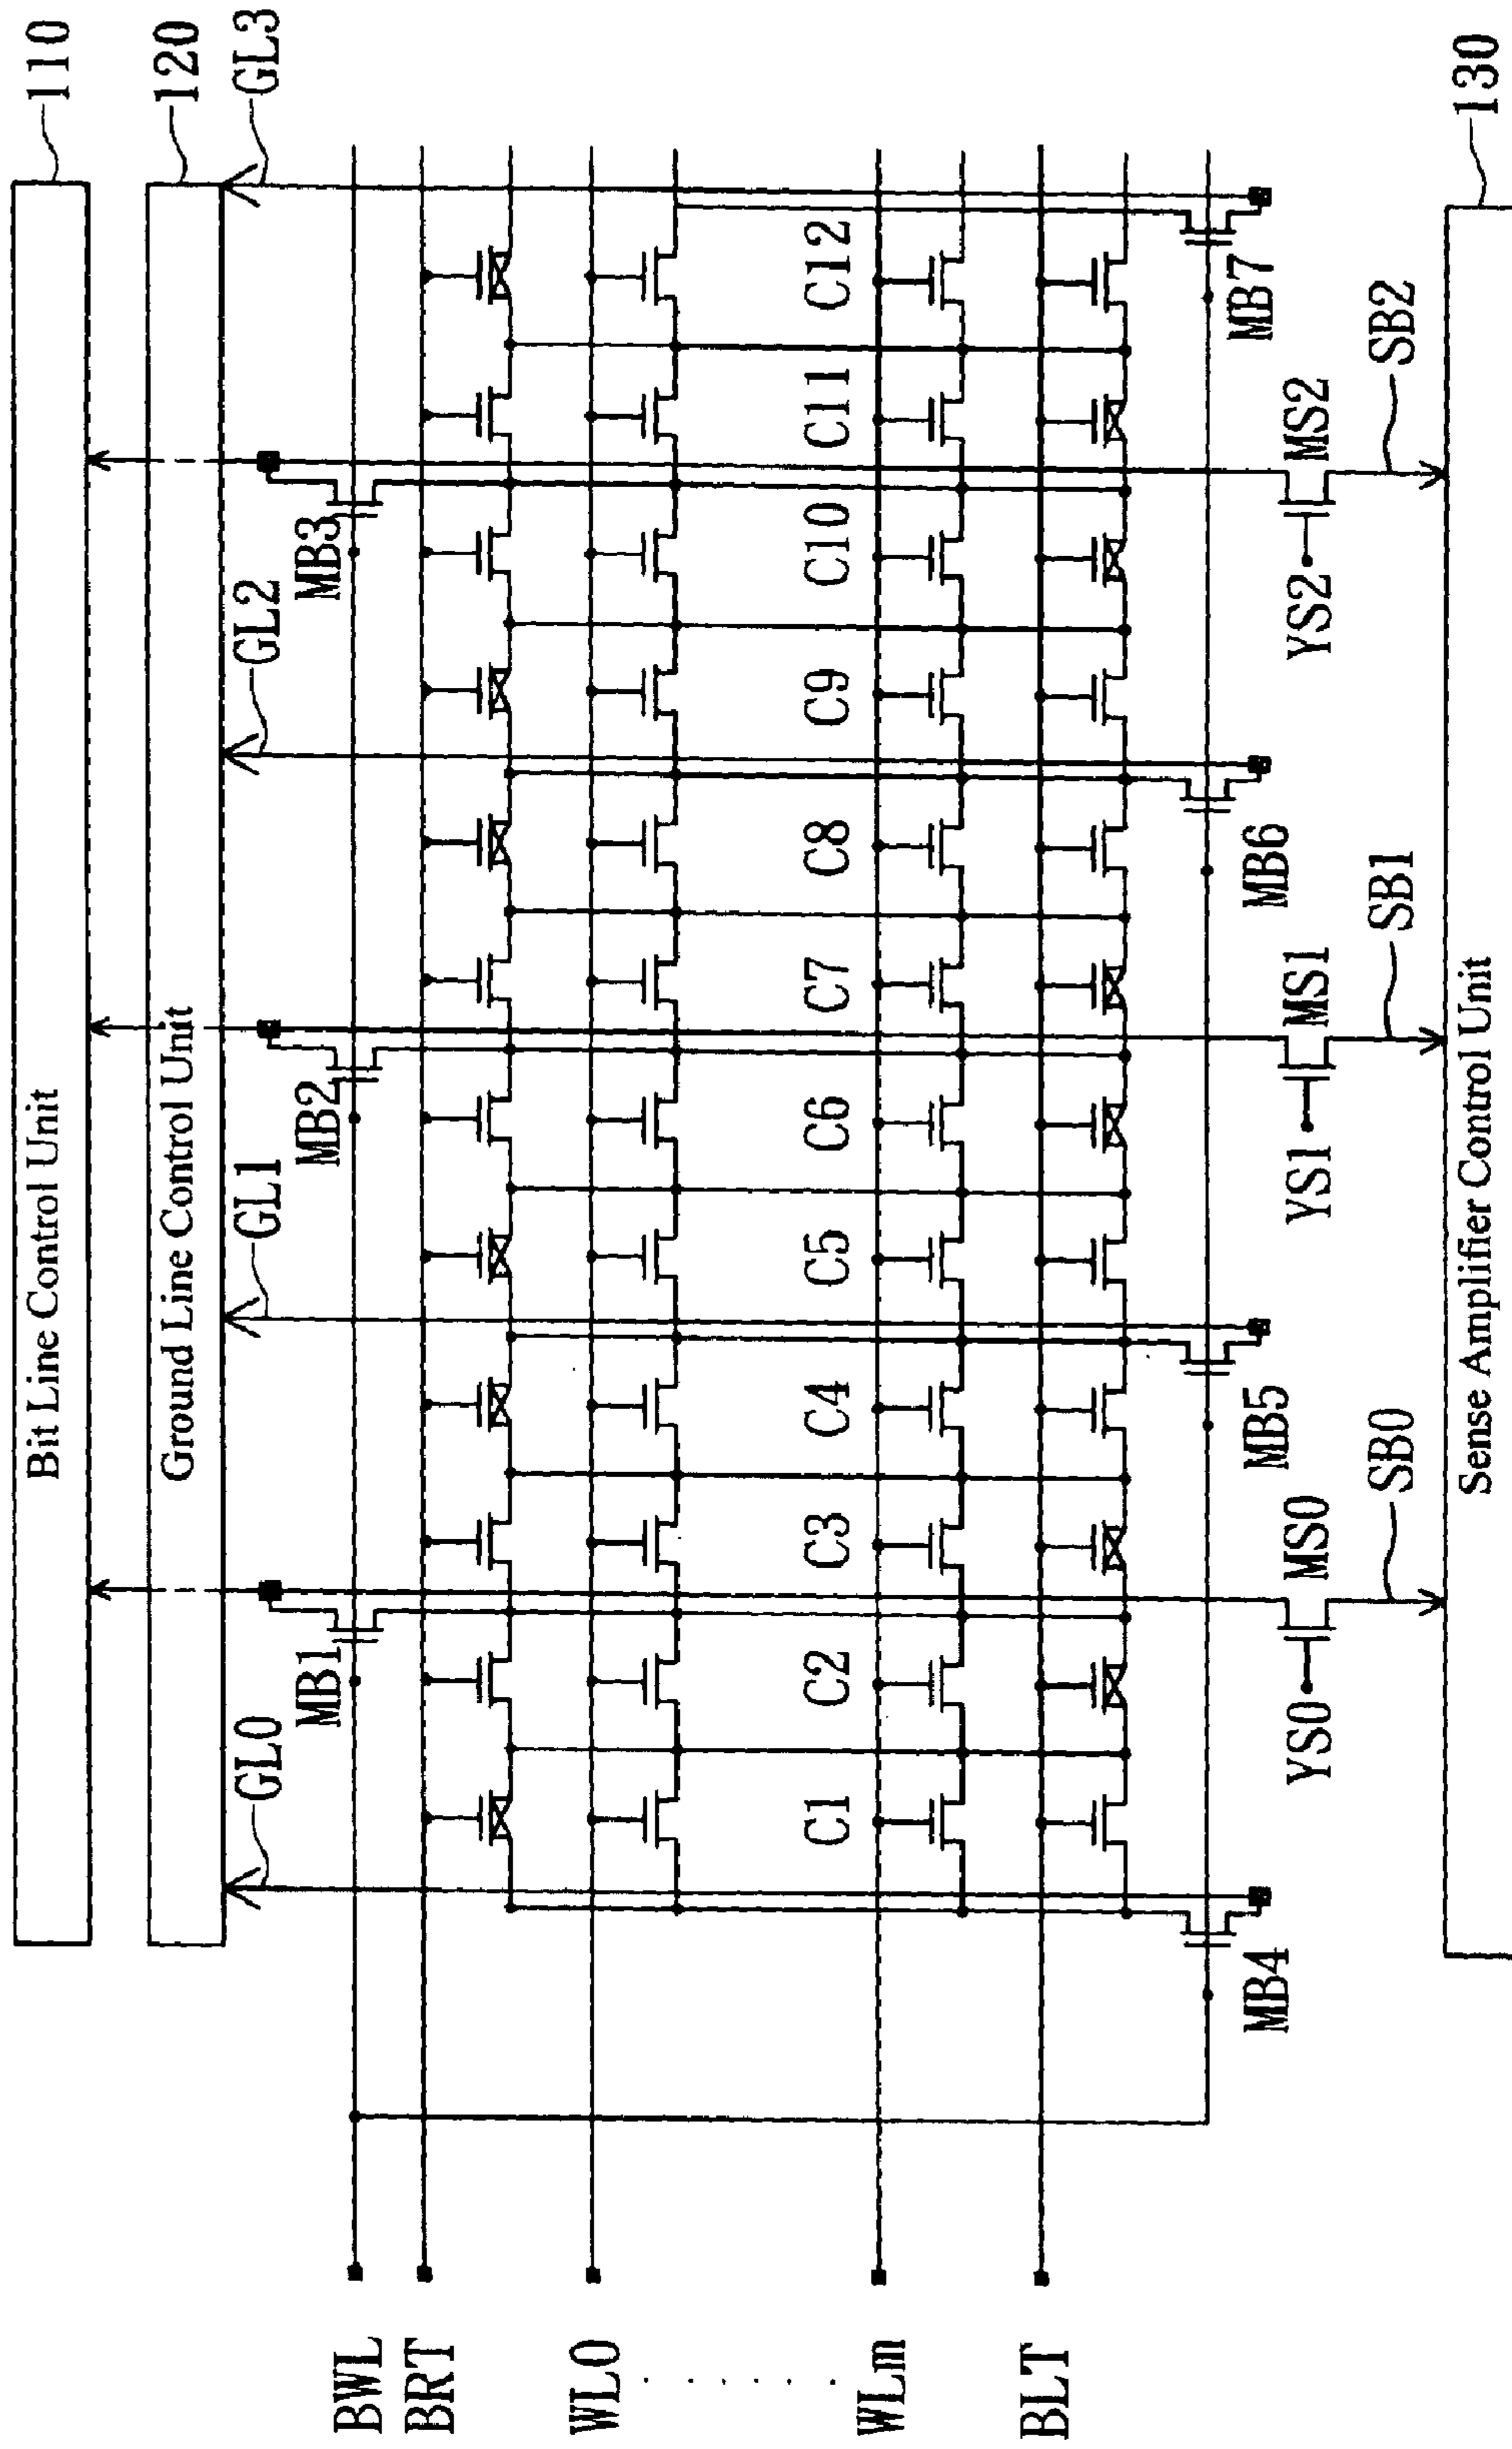 Bit Line Control Unit
110
Ground Line Control Unit
120
GL0
GL1
GL2
GL3
BWL
MB1
MB2
MB3
BRT
WL0
. . . . . .
WLm
C1
C2
C3
C4
C5
C6
C7
C8
C9
C10
C11
C12
BLT
MB4
MB5
MB6
MB7
YS0
MS0
YS1
MS1
YS2
MS2
SB0
SB1
SB2
Sense Amplifier Control Unit
130